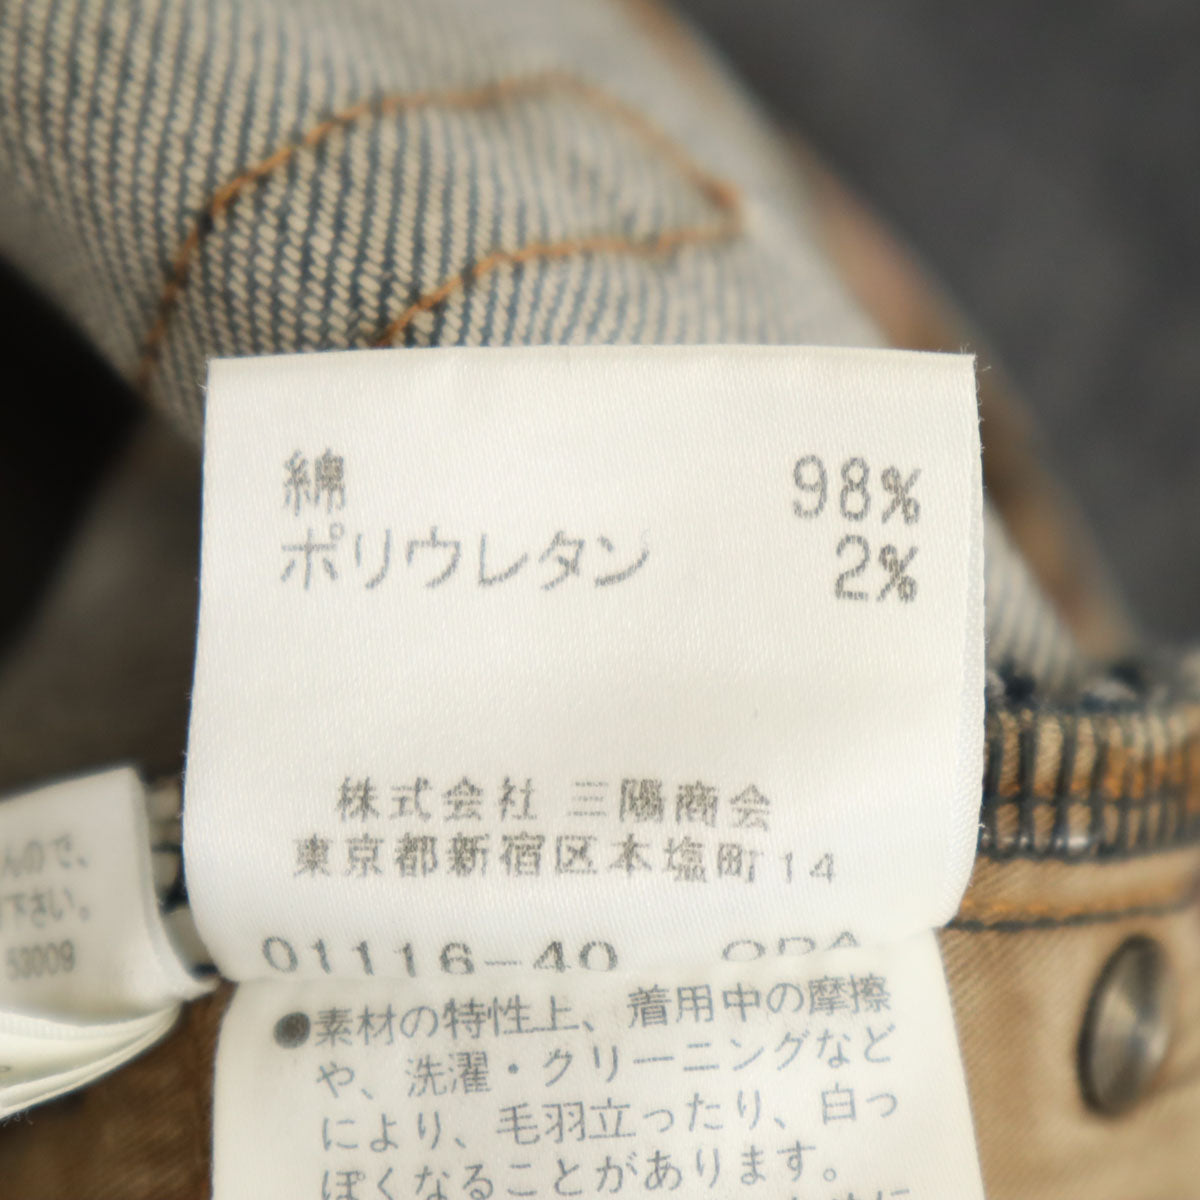 綿 98%
ポリウレタン 2%
株式会社 三陽商会
東京都新宿区本塩町14
01116-40
●素材の特性上、着用中の摩擦
や、洗濯・クリーニングなど
により、毛羽立ったり、白っ
ぽくなることがあります。